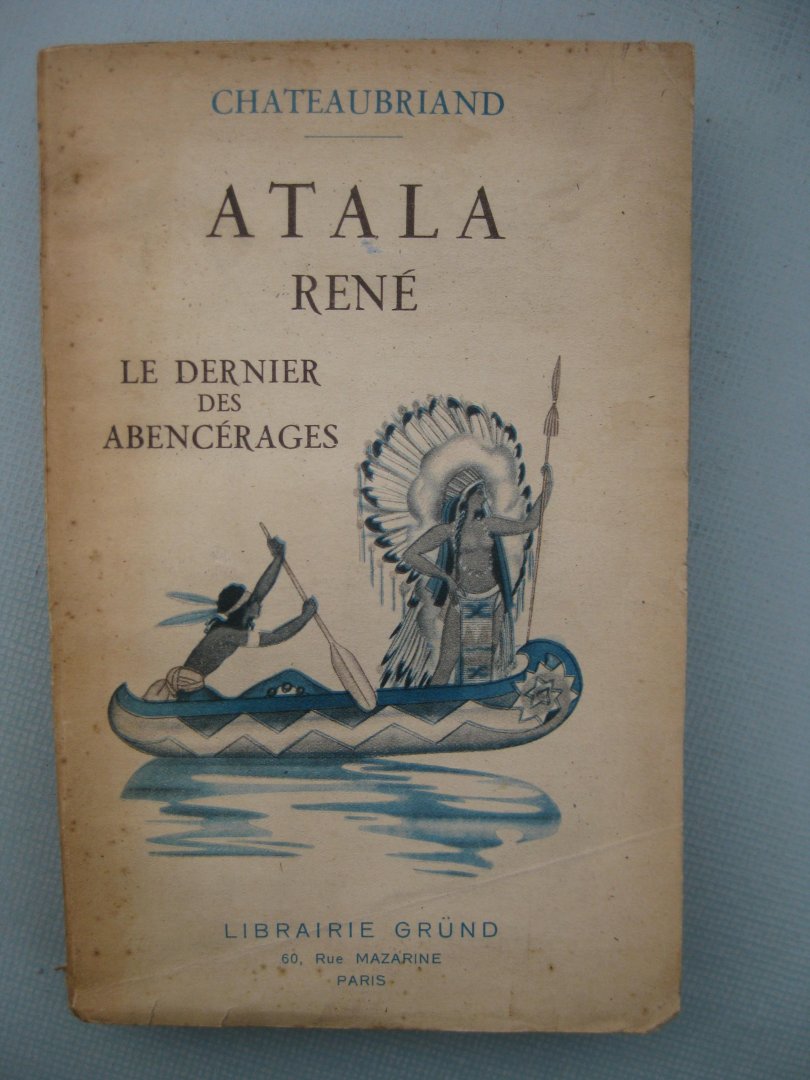 CHATEAUBRIAND
ATALA
RENÉ
LE DERNIER
DES
ABENCÉRAGES
LIBRAIRIE GRÜND
60, Rue MAZARINE
PARIS